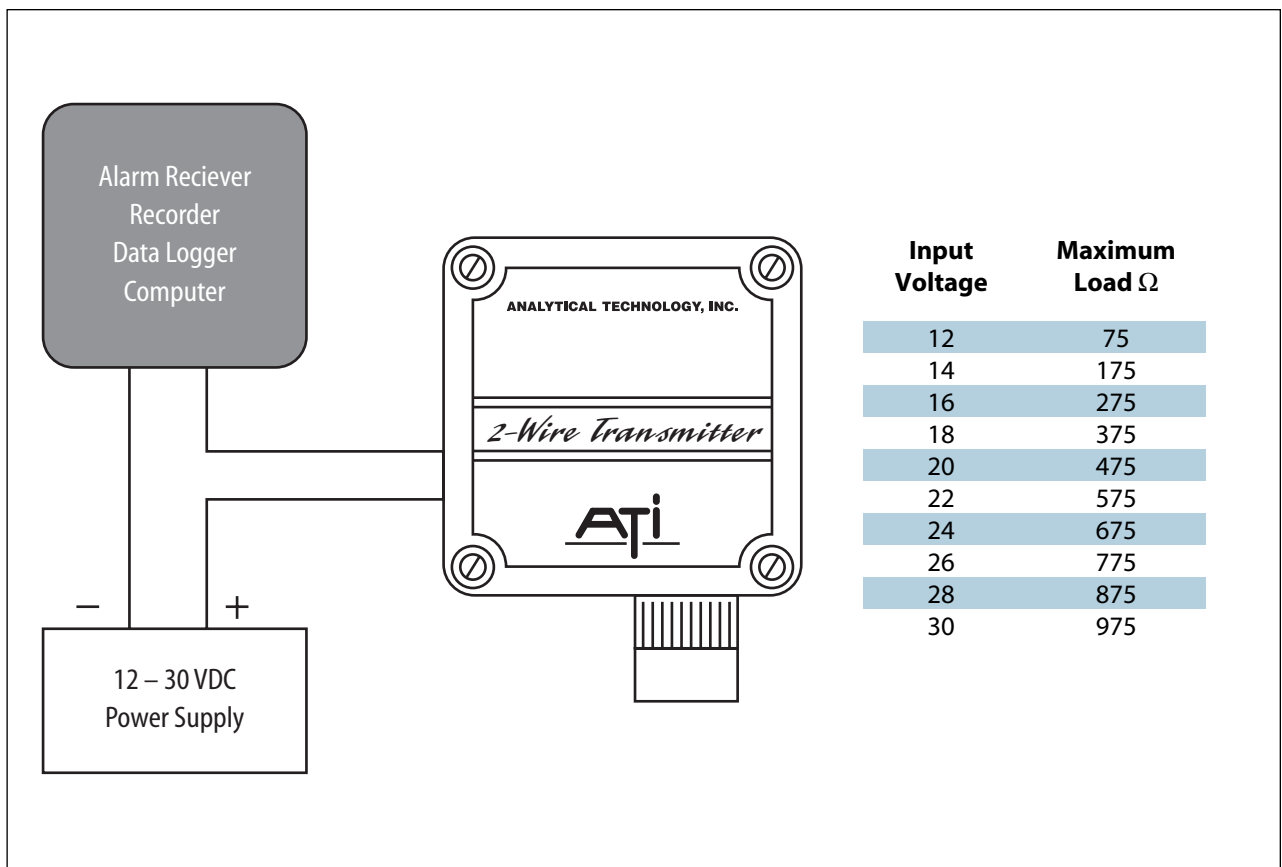 Alarm Reciever
Recorder
Data Logger
Computer
− +
12 – 30 VDC
Power Supply
ANALYTICAL TECHNOLOGY, INC.
2-Wire Transmitter
ATi
Input Voltage Maximum Load Ω
12 75
14 175
16 275
18 375
20 475
22 575
24 675
26 775
28 875
30 975